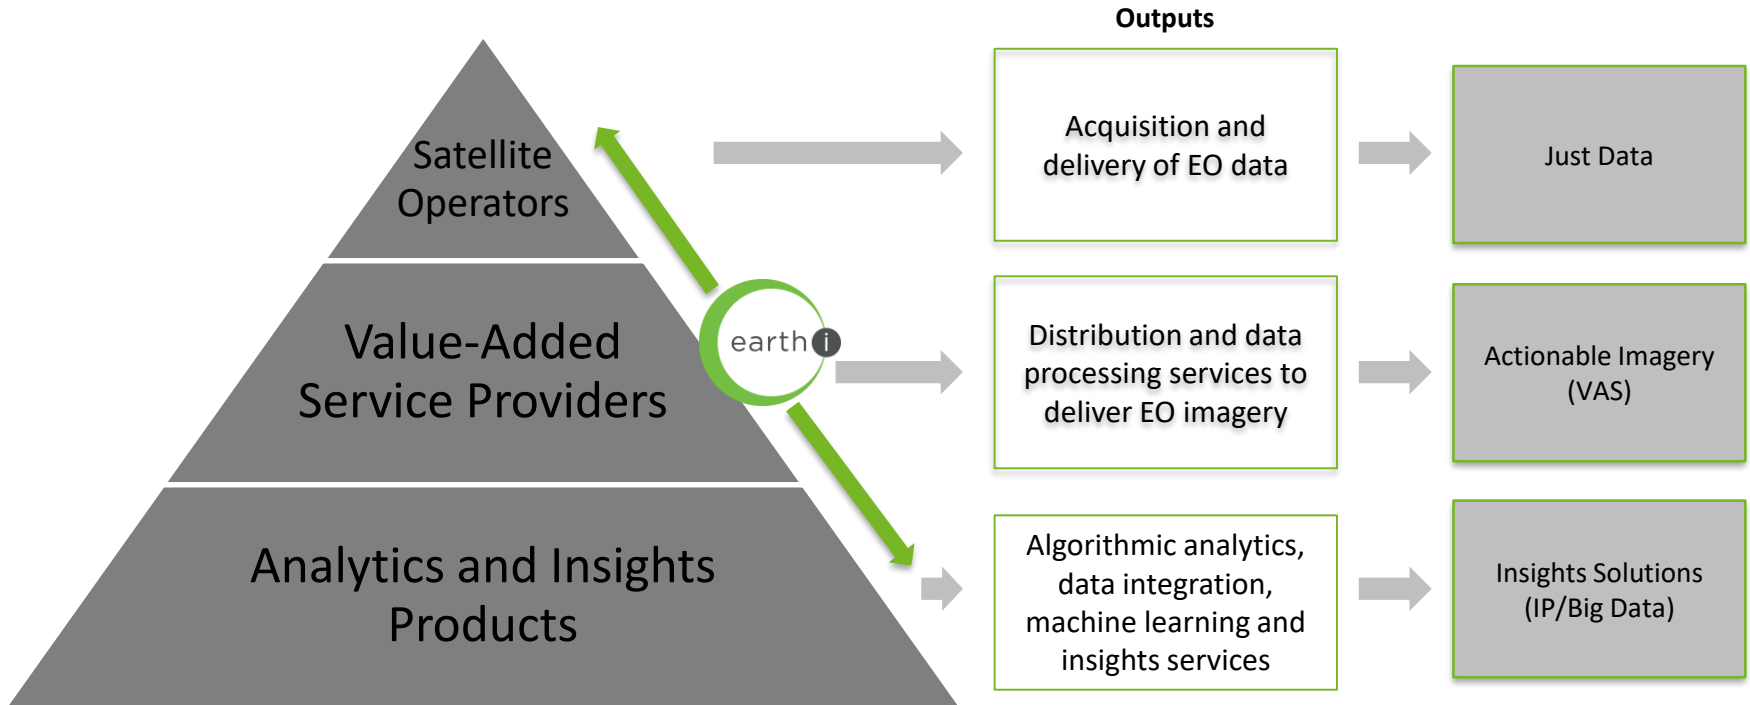 Outputs
Satellite
Operators
Acquisition and
delivery of EO data
Just Data
Value-Added
Service Providers
earth i
Distribution and data
processing services to
deliver EO imagery
Actionable Imagery
(VAS)
Analytics and Insights
Products
Algorithmic analytics,
data integration,
machine learning and
insights services
Insights Solutions
(IP/Big Data)